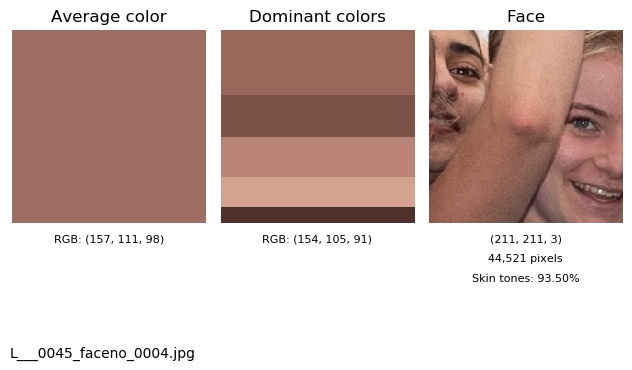 Average color
Dominant colors
Face
RGB: (157, 111, 98)
RGB: (154, 105, 91)
(211, 211, 3)
44,521 pixels
Skin tones: 93.50%
L___0045_faceno_0004.jpg